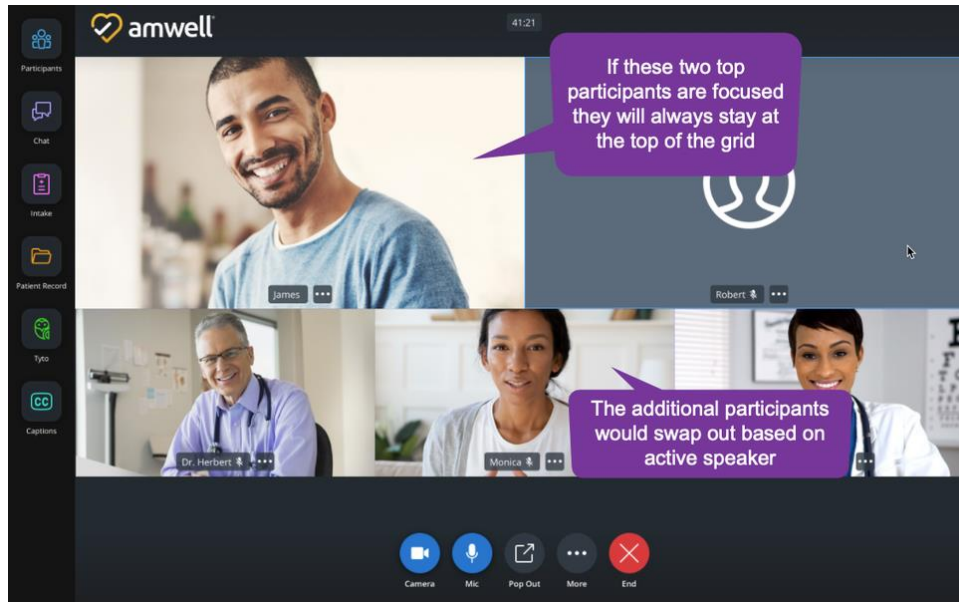 amwell
41:21
Participants
Chat
Intake
Patient Record
Tyto
CC
Captions
If these two top
participants are focused
they will always stay at
the top of the grid
James
Robert
Dr. Herbert
Monica
The additional participants
would swap out based on
active speaker
Camera
Mic
Pop Out
More
End